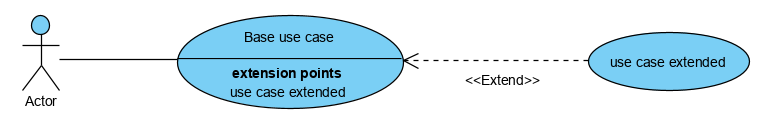 Base use case
extension points
use case extended
<<Extend>>
use case extended
Actor